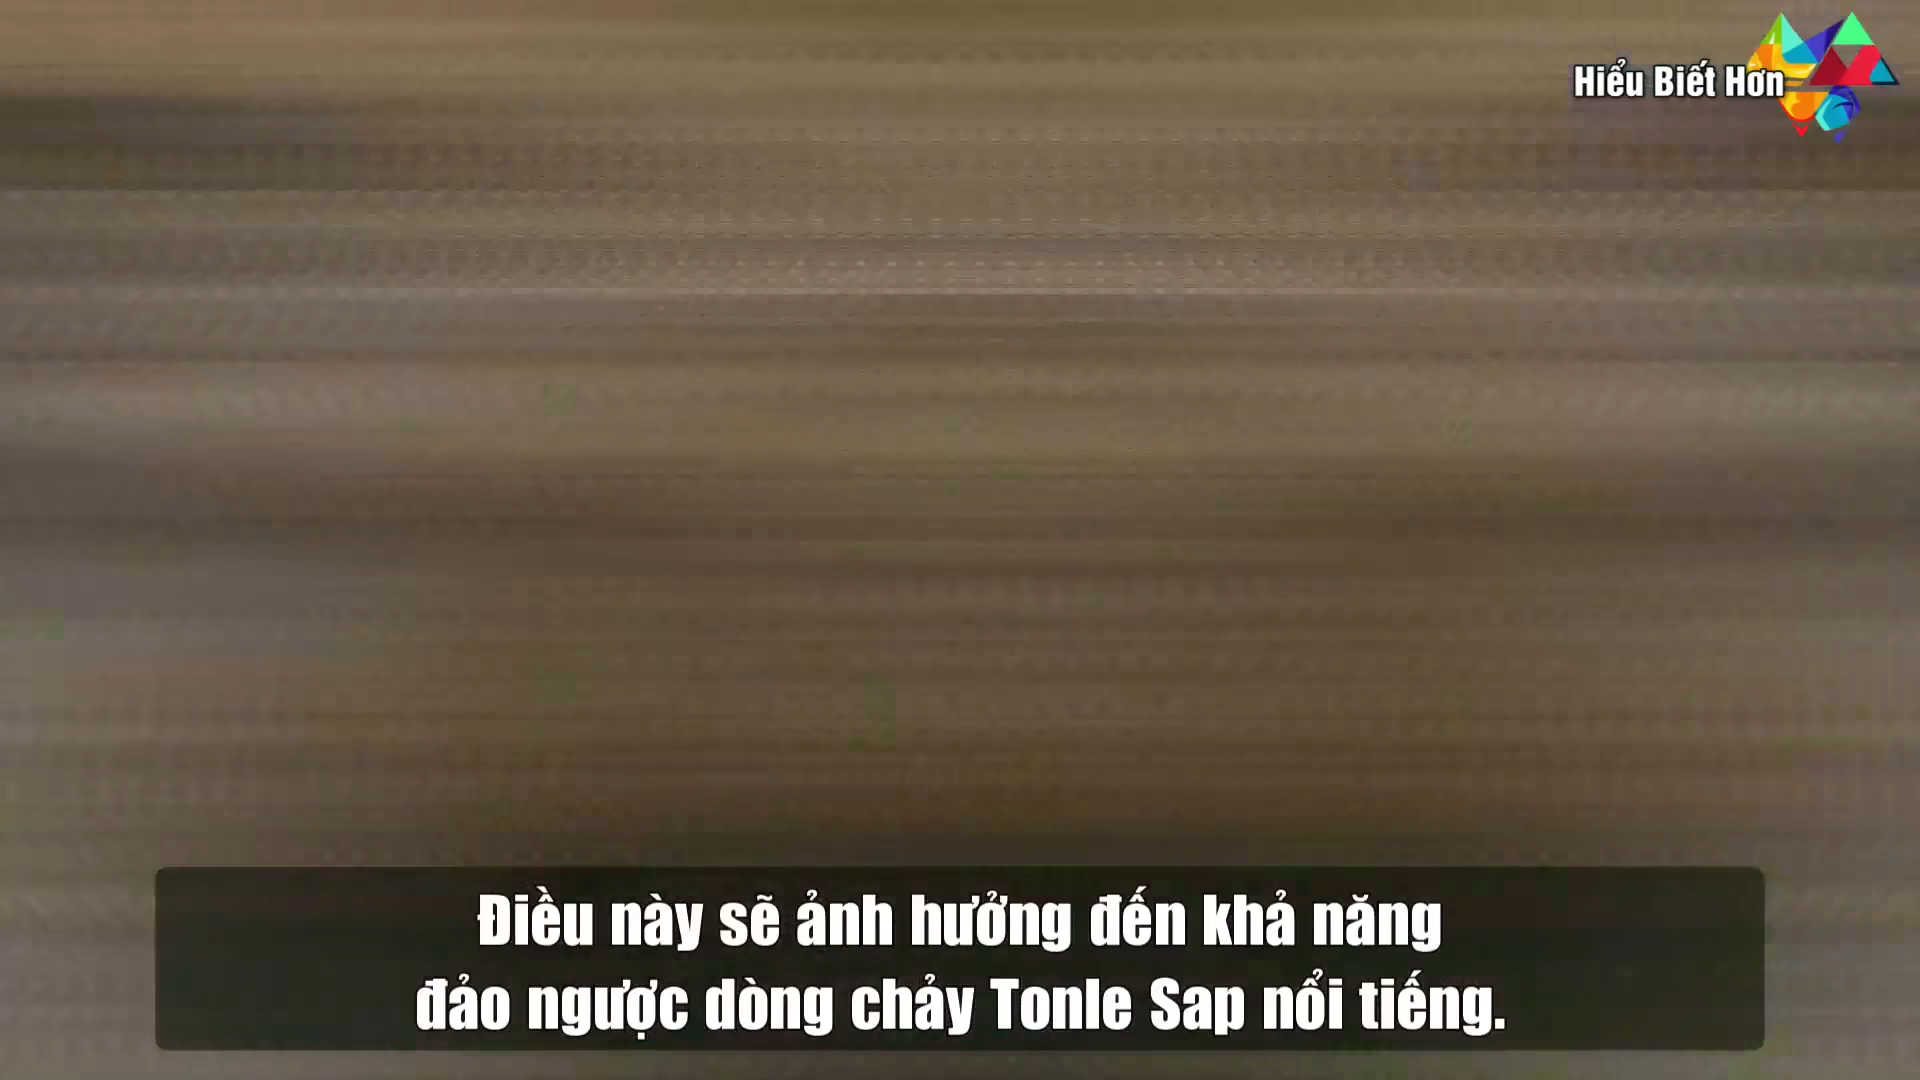 Hiểu Biết Hơn
Điều này sẽ ảnh hưởng đến khả năng
đảo ngược dòng chảy Tonle Sap nổi tiếng.